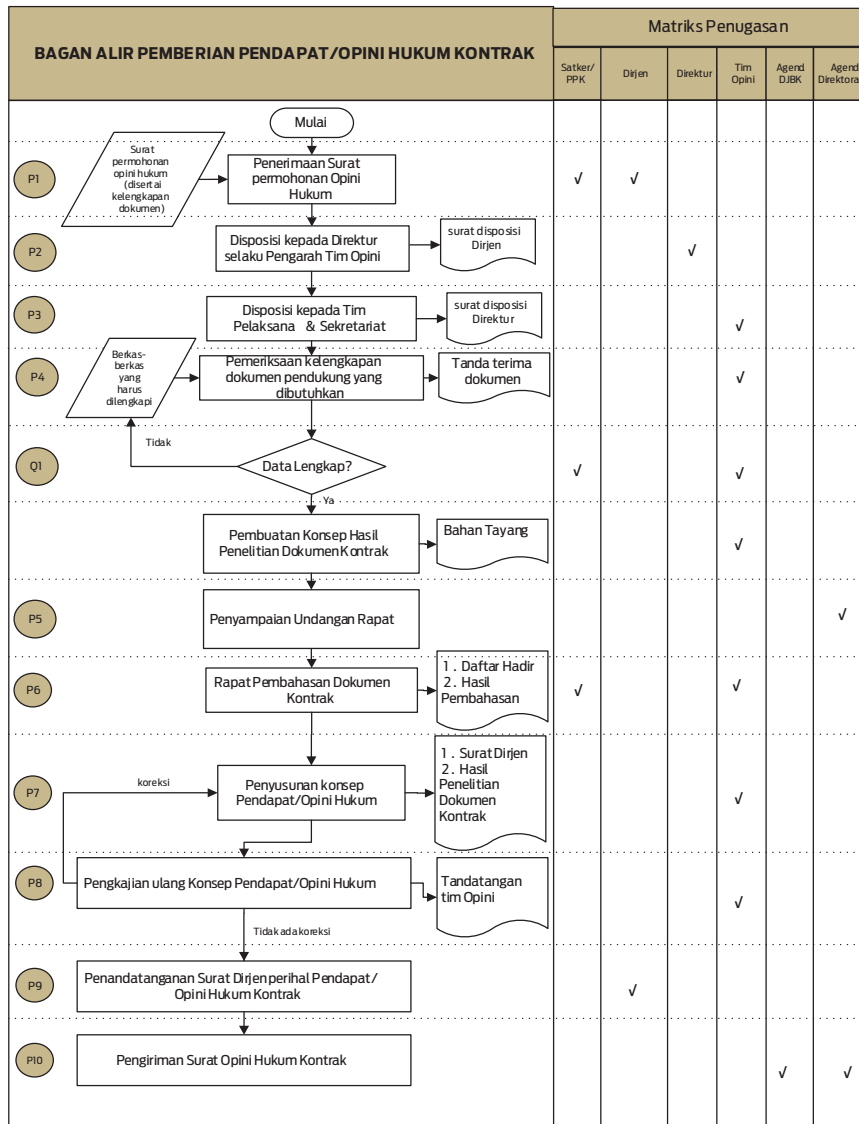 BAGAN ALIR PEMBERIAN PENDAPAT/OPINI HUKUM KONTRAK
Matriks Penugasan
Satker/
PPK
Dirjen
Direktur
Tim
Opini
Agend
DJBK
Agend
Direktora
Mulai
P1
Surat
permohonan
opini hukum
(disertai
kelengkapan
dokumen)
Penerimaan Surat
permohonan Opini
Hukum
√
√
P2
Disposisi kepada Direktur
selaku Pengarah Tim Opini
surat disposisi
Dirjen
√
P3
Disposisi kepada Tim
Pelaksana & Sekretariat
surat disposisi
Direktur
√
P4
Berkas-
berkas
yang
harus
dilengkapi
Pemeriksaan kelengkapan
dokumen pendukung yang
dibutuhkan
Tanda terima
dokumen
√
Tidak
Q1
Data Lengkap?
√
√
Ya
Pembuatan Konsep Hasil
Penelitian Dokumen Kontrak
Bahan Tayang
√
P5
Penyampaian Undangan Rapat
√
P6
Rapat Pembahasan Dokumen
Kontrak
1. Daftar Hadir
2. Hasil
Pembahasan
√
√
P7
koreksi
Penyusunan konsep
Pendapat/Opini Hukum
1. Surat Dirjen
2. Hasil
Penelitian
Dokumen
Kontrak
√
P8
Pengkajian ulang Konsep Pendapat/Opini Hukum
Tandatangan
tim Opini
√
Tidak ada koreksi
P9
Penandatanganan Surat Dirjen perihal Pendapat/
Opini Hukum Kontrak
√
P10
Pengiriman Surat Opini Hukum Kontrak
√
√